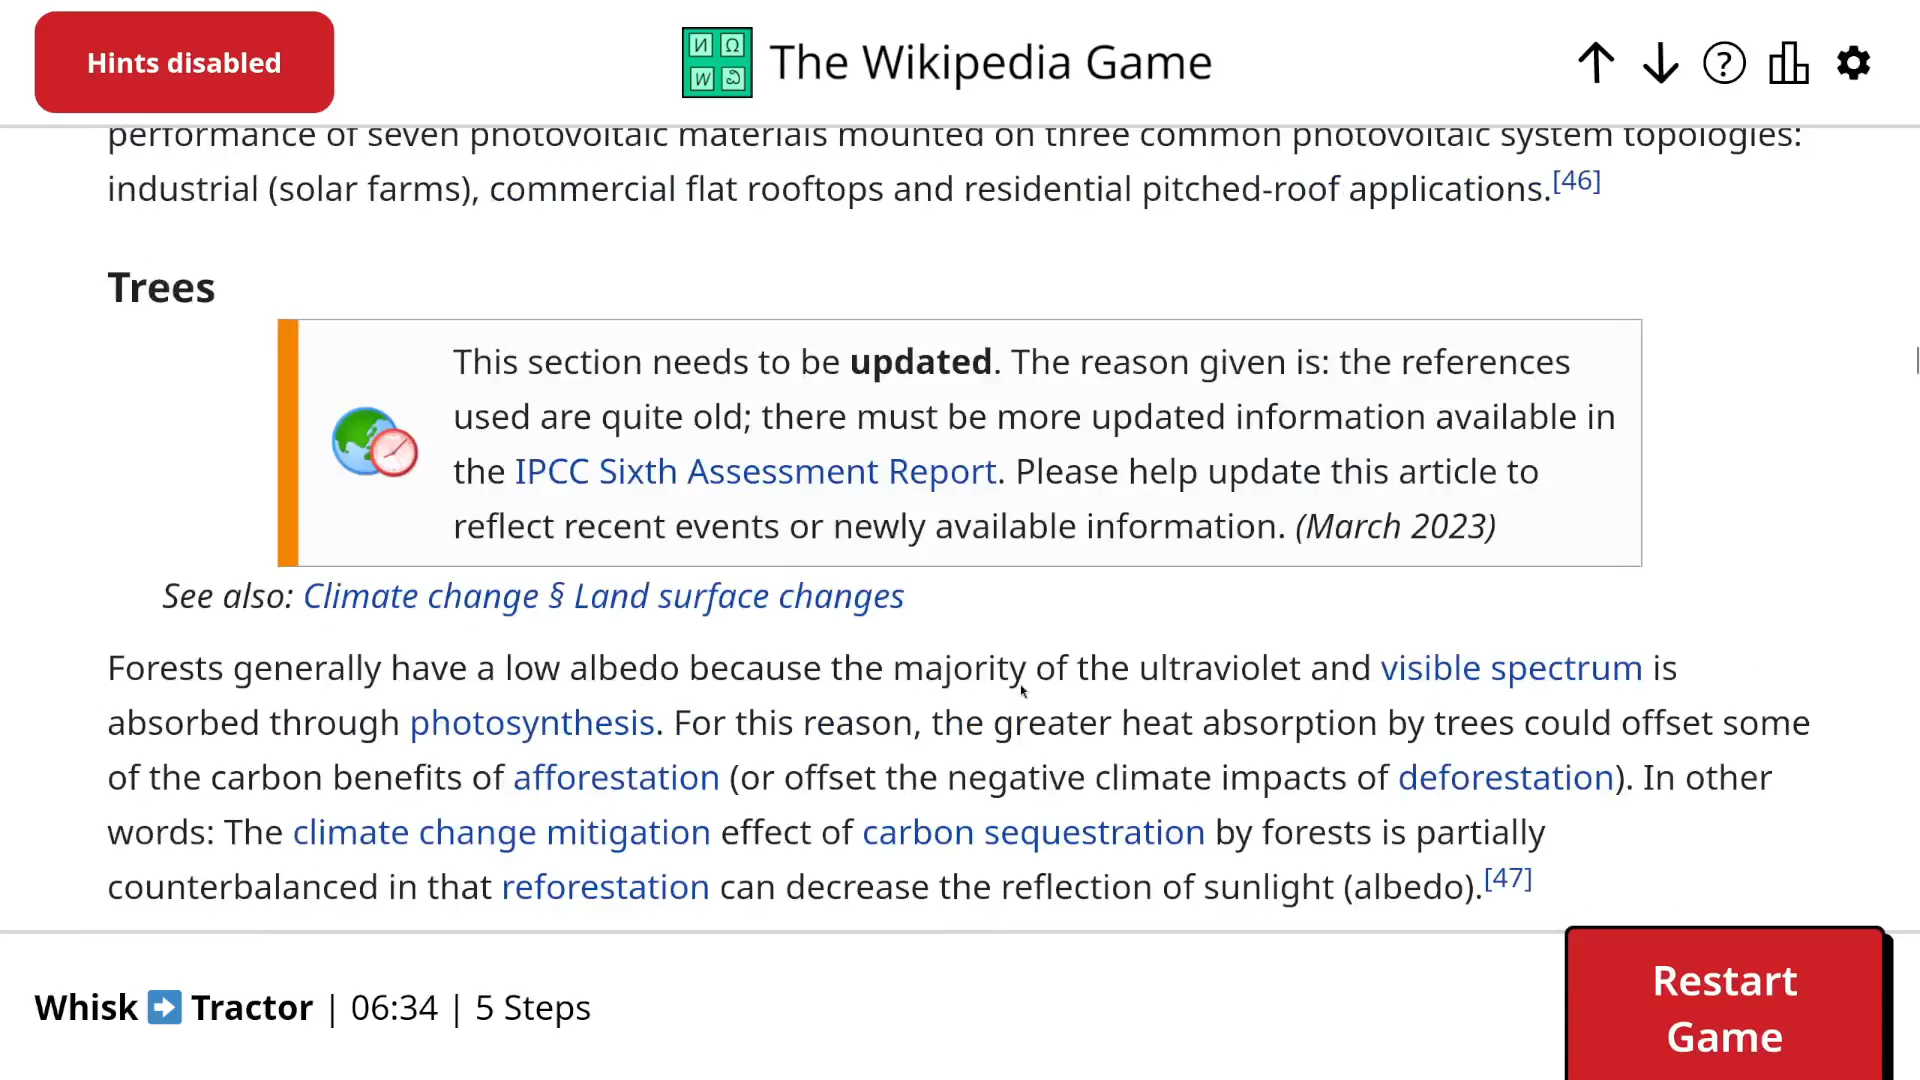 Hints disabled
The Wikipedia Game
performance of seven photovoltaic materials mounted on three common photovoltaic system topologies:
industrial (solar farms), commercial flat rooftops and residential pitched-roof applications.[46]
Trees
This section needs to be updated. The reason given is: the references
used are quite old; there must be more updated information available in
the IPCC Sixth Assessment Report. Please help update this article to
reflect recent events or newly available information. (March 2023)
See also: Climate change § Land surface changes
Forests generally have a low albedo because the majority of the ultraviolet and visible spectrum is
absorbed through photosynthesis. For this reason, the greater heat absorption by trees could offset some
of the carbon benefits of afforestation (or offset the negative climate impacts of deforestation). In other
words: The climate change mitigation effect of carbon sequestration by forests is partially
counterbalanced in that reforestation can decrease the reflection of sunlight (albedo).[47]
Whisk ➡ Tractor | 06:34 | 5 Steps
Restart
Game